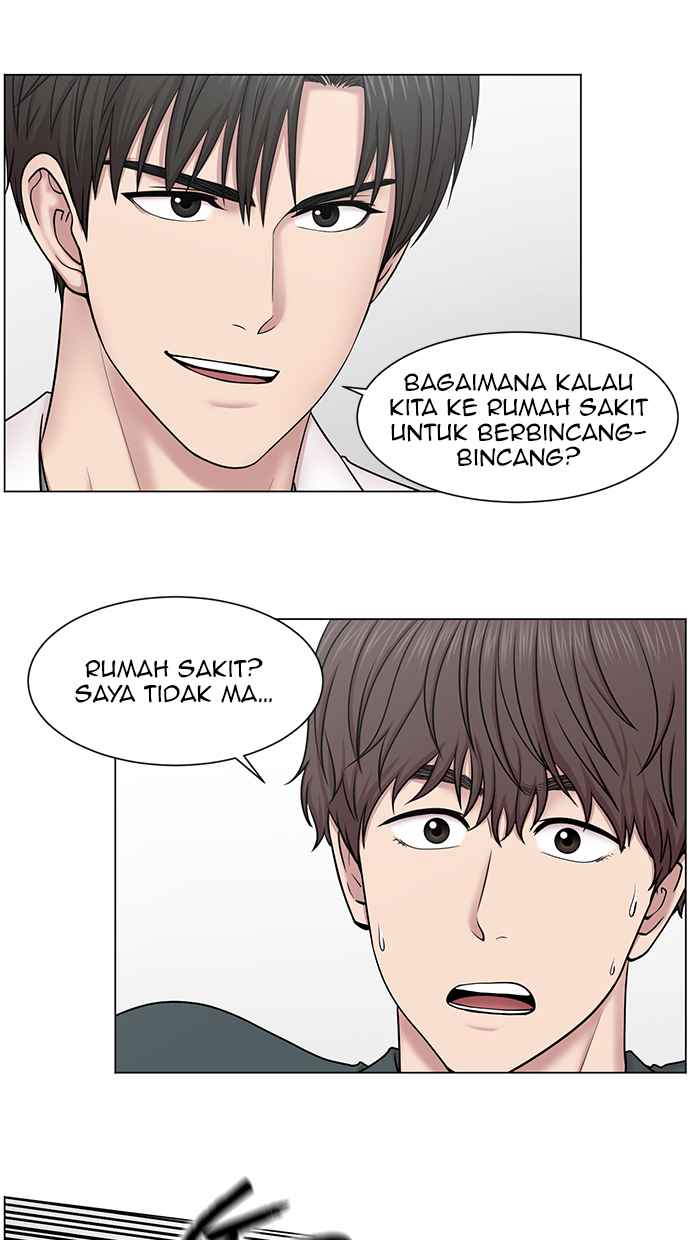 BAGAIMANA KALAU
KITA KE RUMAH SAKIT
UNTUK BERBINCANG-
BINCANG?
RUMAH SAKIT?
SAYA TIDAK MA...